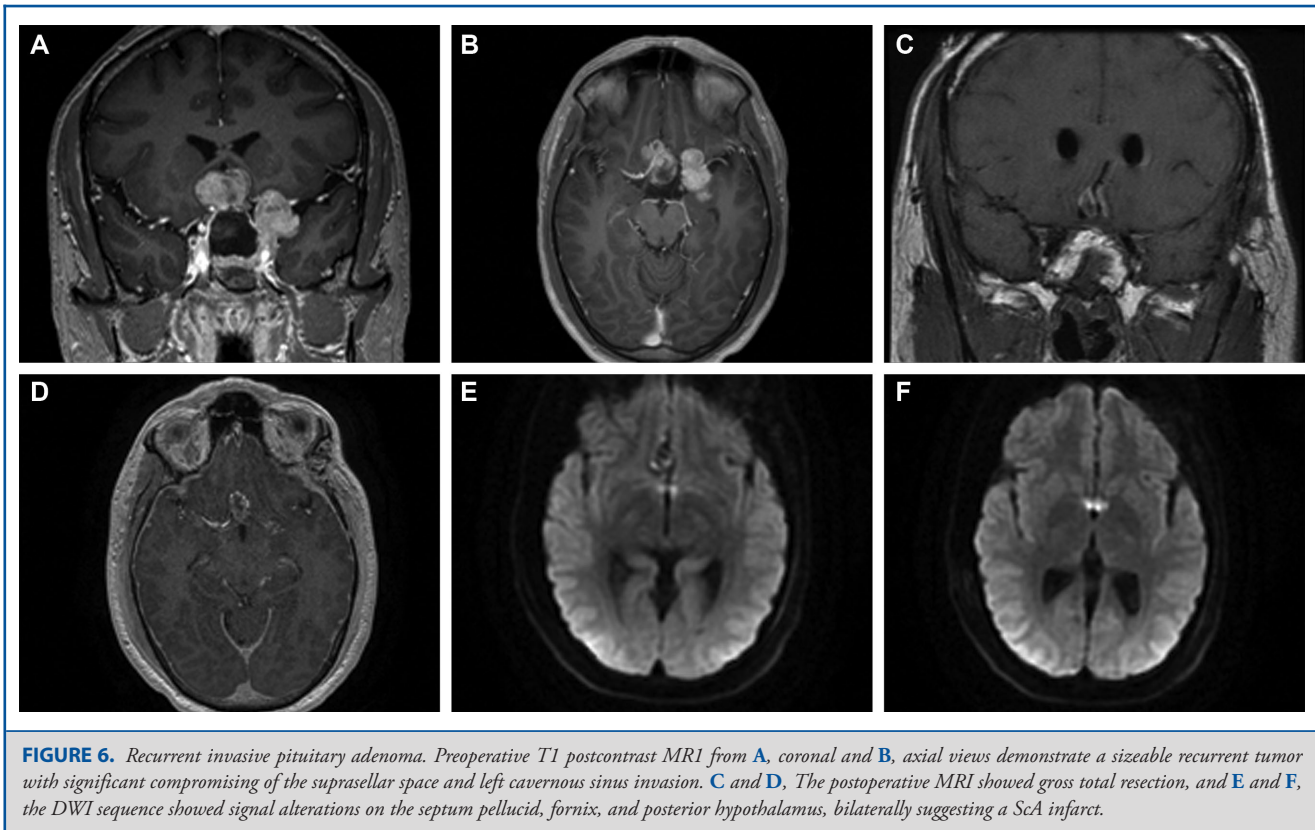 A
B
C
D
E
F
FIGURE 6. Recurrent invasive pituitary adenoma. Preoperative T1 postcontrast MR1 from A, coronal and B, axial views demonstrate a sizeable recurrent tumor
with significant compromising of the suprasellar space and left cavernous sinus invasion. C and D, The postoperative MRI showed gross total resection, and E and F,
the DWI sequence showed signal alterations on the septum pellucid, fornix, and posterior hypothalamus, bilaterally suggesting a ScA infarct.